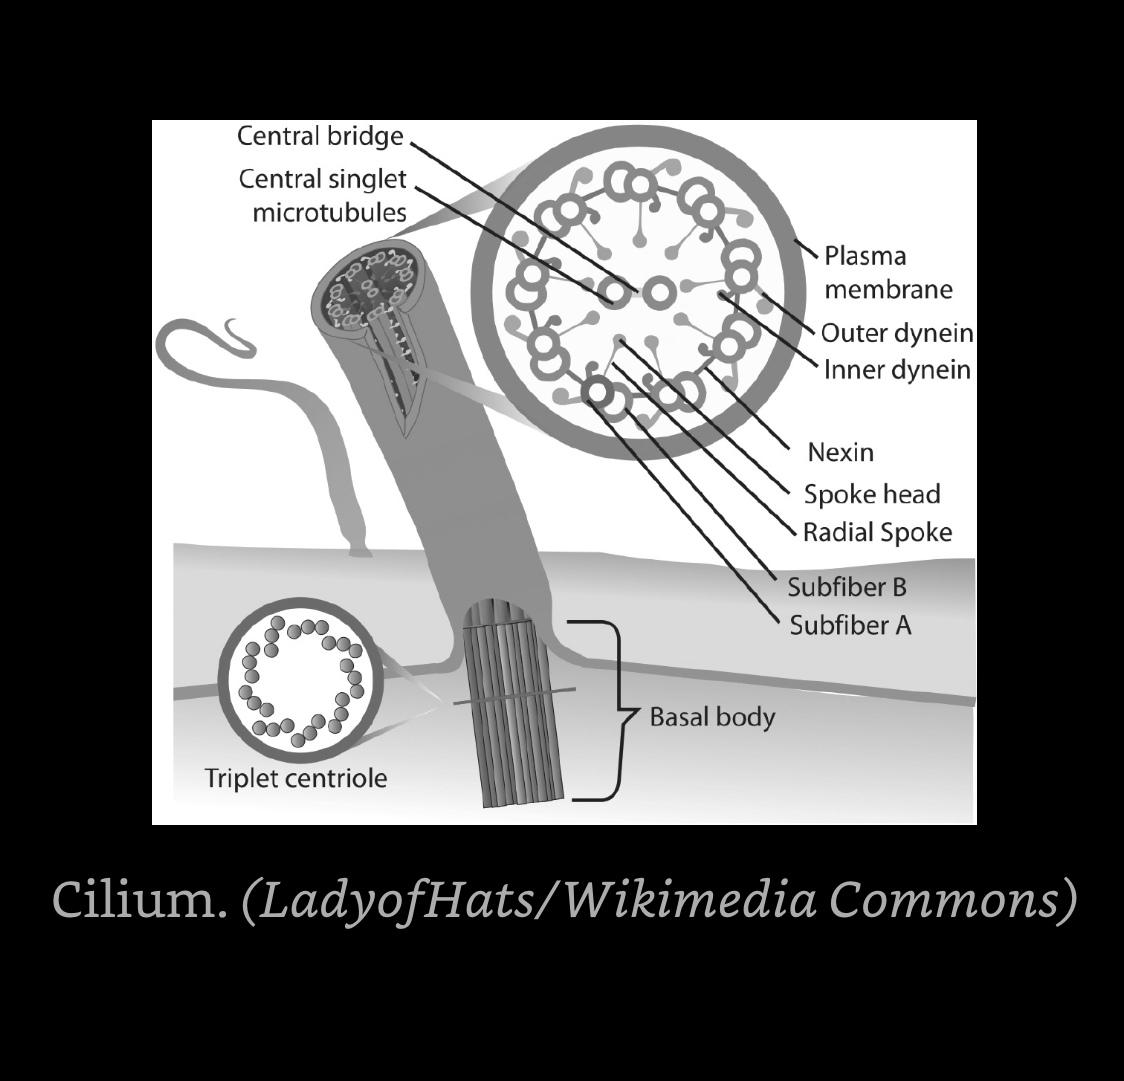 Central bridge
Central singlet
microtubules
Plasma
membrane
Outer dynein
Inner dynein
Nexin
Spoke head
Radial Spoke
Subfiber B
Subfiber A
Basal body
Triplet centriole
Cilium. (LadyofHats/Wikimedia Commons)